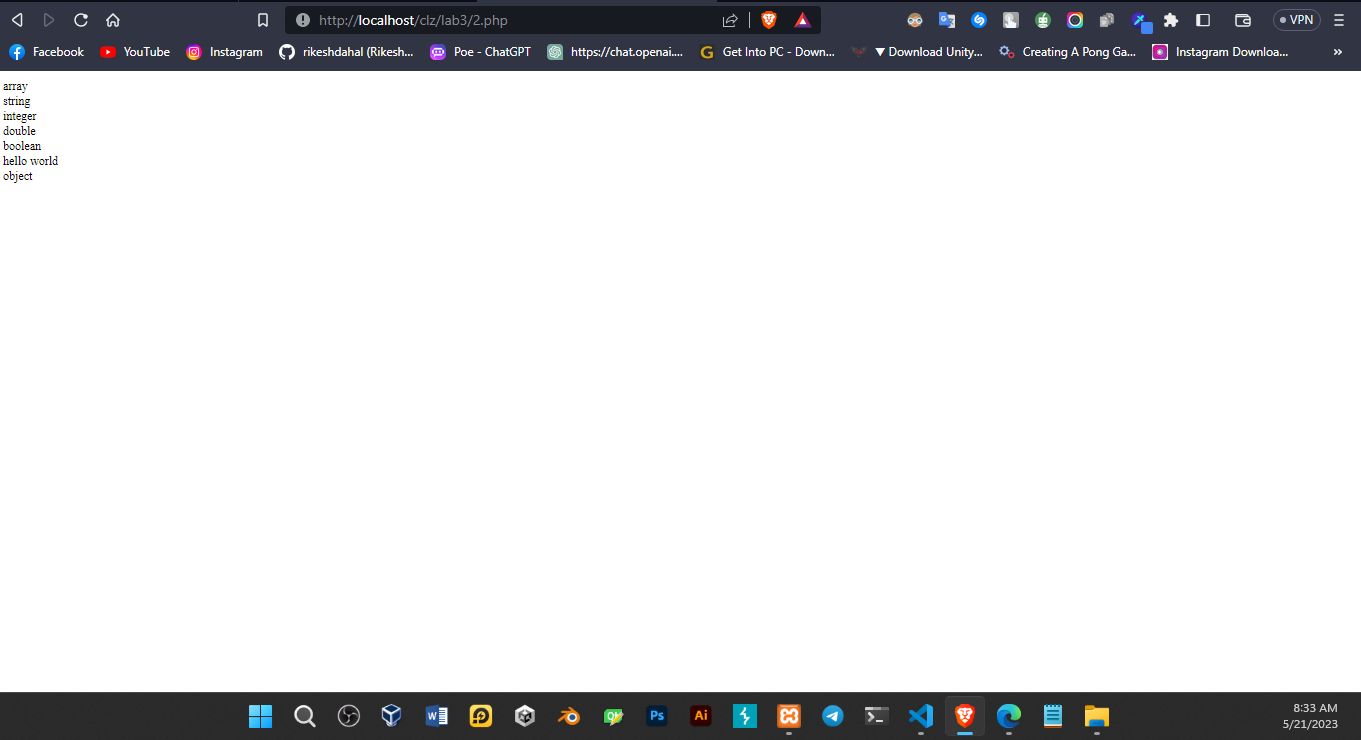 http://localhost/clz/lab3/2.php
VPN
Facebook
YouTube
Instagram
rikeshdahal (Rikesh...
Poe - ChatGPT
https://chat.openai....
G
Get Into PC - Down...
▼ Download Unity...
Creating A Pong Ga...
Instagram Downloa...
»
array
string
integer
double
boolean
hello world
object
W
Ps
Ai
8:33 AM
5/21/2023